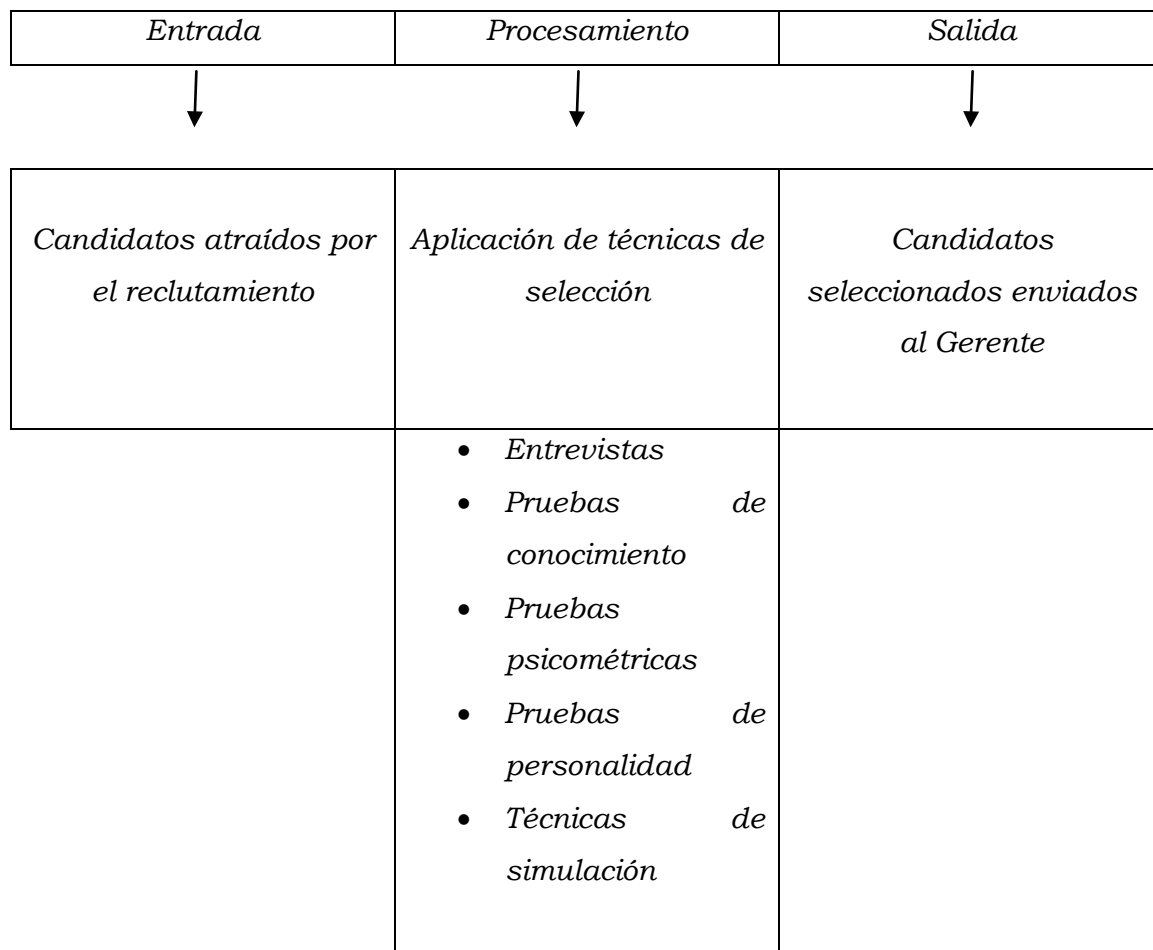 Entrada
Procesamiento
Salida
Candidatos atraídos por
el reclutamiento
Aplicación de técnicas de
selección
Candidatos
seleccionados enviados
al Gerente
• Entrevistas
• Pruebas de
conocimiento
• Pruebas
psicométricas
• Pruebas de
personalidad
• Técnicas de
simulación